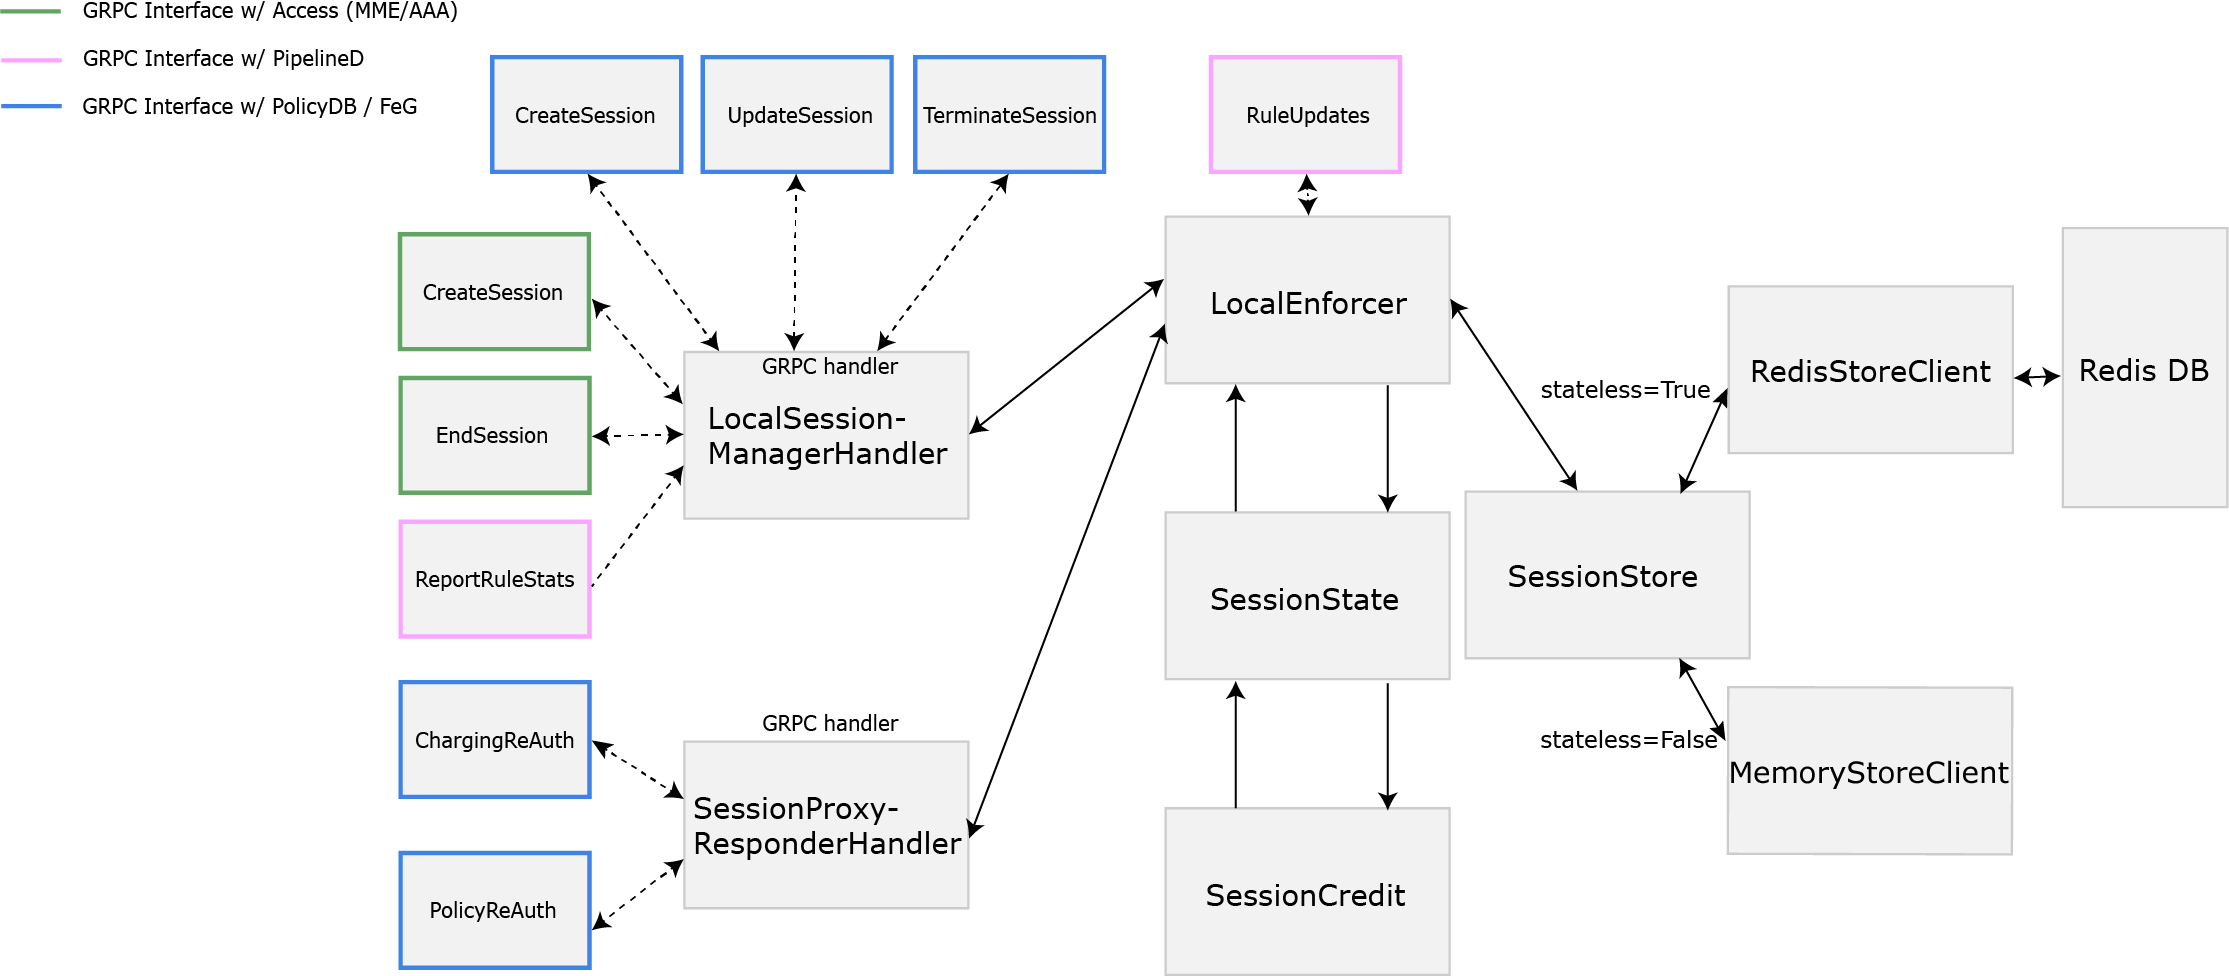 GRPC Interface w/ Access (MME/AAA)
GRPC Interface w/ PipelineD
GRPC Interface w/ PolicyDB / FeG
CreateSession
UpdateSession
TerminateSession
RuleUpdates
CreateSession
EndSession
ReportRuleStats
GRPC handler
LocalSession-
ManagerHandler
LocalEnforcer
stateless=True
RedisStoreClient
Redis DB
SessionState
SessionStore
ChargingReAuth
PolicyReAuth
GRPC handler
SessionProxy-
ResponderHandler
stateless=False
MemoryStoreClient
SessionCredit